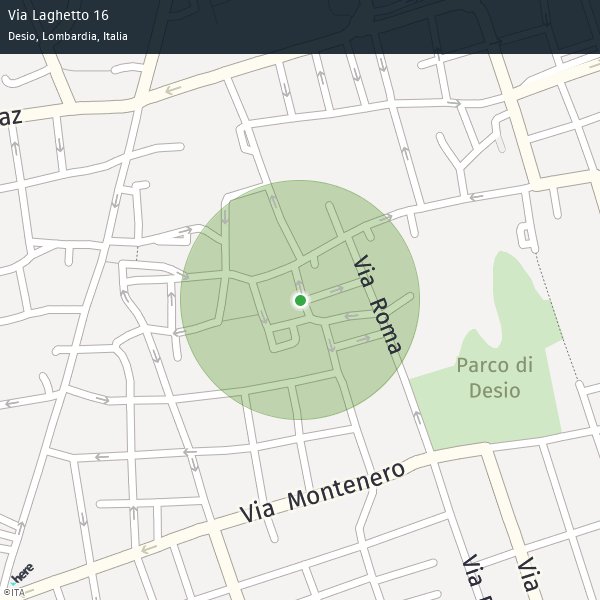 Via Laghetto 16
Desio, Lombardia, Italia
az
Via Roma
Parco di
Desio
Via Montenero
Via
Via
here
©ITA